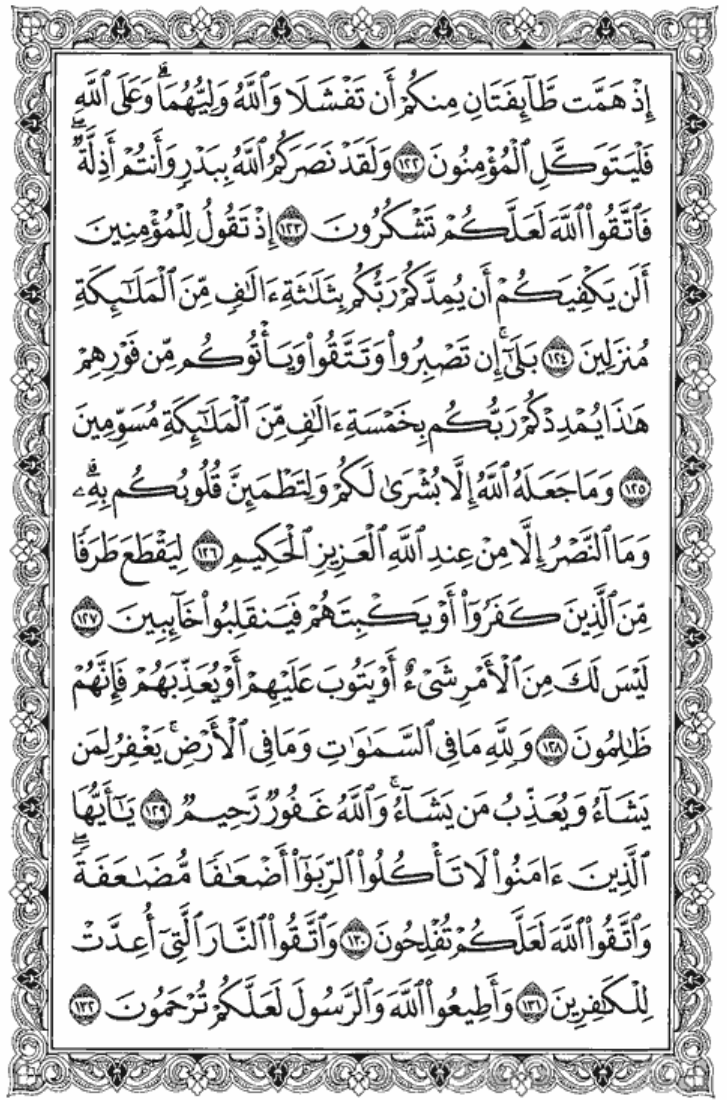 إِذْ هَمَّت طَّآئِفَتَانِ مِنكُمْ أَن تَفْشَلَا وَٱللَّهُ وَلِيُّهُمَا ۗ وَعَلَى ٱللَّهِ
فَلْيَتَوَكَّلِ ٱلْمُؤْمِنُونَ ١٢٢ وَلَقَدْ نَصَرَكُمُ ٱللَّهُ بِبَدْرٍ وَأَنتُمْ أَذِلَّةٌ ۖ
فَٱتَّقُوا۟ ٱللَّهَ لَعَلَّكُمْ تَشْكُرُونَ ١٢٣ إِذْ تَقُولُ لِلْمُؤْمِنِينَ
أَلَن يَكْفِيَكُمْ أَن يُمِدَّكُمْ رَبُّكُم بِثَلَٰثَةِ ءَالَٰفٍ مِّنَ ٱلْمَلَٰٓئِكَةِ
مُنزَلِينَ ١٢٤ بَلَىٰٓ ۚ إِن تَصْبِرُوا۟ وَتَتَّقُوا۟ وَيَأْتُوكُم مِّن فَوْرِهِمْ
هَٰذَا يُمْدِدْكُمْ رَبُّكُم بِخَمْسَةِ ءَالَٰفٍ مِّنَ ٱلْمَلَٰٓئِكَةِ مُسَوِّمِينَ
١٢٥ وَمَا جَعَلَهُ ٱللَّهُ إِلَّا بُشْرَىٰ لَكُمْ وَلِتَطْمَئِنَّ قُلُوبُكُم بِهِۦ ۗ
وَمَا ٱلنَّصْرُ إِلَّا مِنْ عِندِ ٱللَّهِ ٱلْعَزِيزِ ٱلْحَكِيمِ ١٢٦ لِيَقْطَعَ طَرَفًا
مِّنَ ٱلَّذِينَ كَفَرُوٓا۟ أَوْ يَكْبِتَهُمْ فَيَنقَلِبُوا۟ خَآئِبِينَ ١٢٧
لَيْسَ لَكَ مِنَ ٱلْأَمْرِ شَىْءٌ أَوْ يَتُوبَ عَلَيْهِمْ أَوْ يُعَذِّبَهُمْ فَإِنَّهُمْ
ظَٰلِمُونَ ١٢٨ وَلِلَّهِ مَا فِى ٱلسَّمَٰوَٰتِ وَمَا فِى ٱلْأَرْضِ ۚ يَغْفِرُ لِمَن
يَشَآءُ وَيُعَذِّبُ مَن يَشَآءُ ۚ وَٱللَّهُ غَفُورٌ رَّحِيمٌ ١٢٩ يَٰٓأَيُّهَا
ٱلَّذِينَ ءَامَنُوا۟ لَا تَأْكُلُوا۟ ٱلرِّبَوٰٓا۟ أَضْعَٰفًا مُّضَٰعَفَةً ۖ
وَٱتَّقُوا۟ ٱللَّهَ لَعَلَّكُمْ تُفْلِحُونَ ١٣٠ وَٱتَّقُوا۟ ٱلنَّارَ ٱلَّتِىٓ أُعِدَّتْ
لِلْكَٰفِرِينَ ١٣١ وَأَطِيعُوا۟ ٱللَّهَ وَٱلرَّسُولَ لَعَلَّكُمْ تُرْحَمُونَ ١٣٢